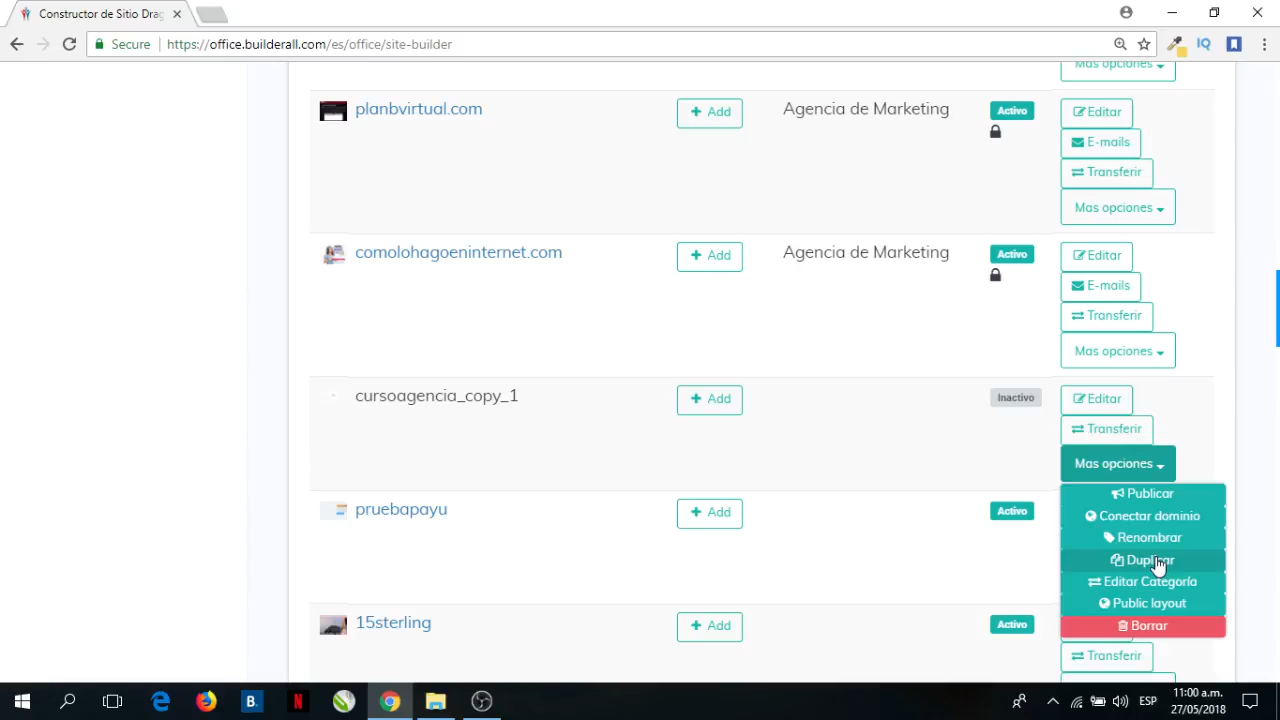 Constructor de Sitio Drag
Secure
https://office.builderall.com/es/office/site-builder
Mas opciones
planbvirtual.com
Add
Agencia de Marketing
Activo
Editar
E-mails
Transferir
Mas opciones
comolohagoeninternet.com
Add
Agencia de Marketing
Activo
Editar
E-mails
Transferir
Mas opciones
cursoagencia_copy_1
Add
Inactivo
Editar
Transferir
Mas opciones
Publicar
Conectar dominio
Renombrar
Duplicar
Editar Categoría
Public layout
Borrar
pruebapayu
Add
Activo
15sterling
Add
Activo
Transferir
ESP
11:00 a.m.
27/05/2018